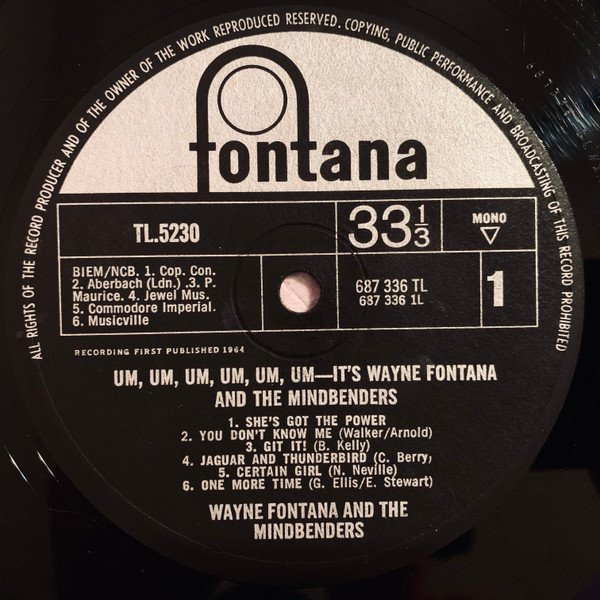 ALL RIGHTS OF THE RECORD PRODUCER AND OF THE OWNER OF THE WORK REPRODUCED RESERVED. COPYING, PUBLIC PERFORMANCE AND BROADCASTING OF THIS RECORD PROHIBITED
fontana
TL.5230
33 1/3
MONO
BIEM/NCB. 1. Cop. Con.
2. Aberbach (Ldn.) .3. P.
Maurice. 4. Jewel Mus.
5. Commodore Imperial.
6. Musicville
687 336 TL
687 336 1L
1
RECORDING FIRST PUBLISHED 1964
UM, UM, UM, UM, UM, UM—IT'S WAYNE FONTANA
AND THE MINDBENDERS
1. SHE'S GOT THE POWER
2. YOU DON'T KNOW ME (Walker/Arnold)
3. GIT IT! (B. Kelly)
4. JAGUAR AND THUNDERBIRD (C. Berry)
5. CERTAIN GIRL (N. Neville)
6. ONE MORE TIME (G. Ellis/E. Stewart)
WAYNE FONTANA AND THE
MINDBENDERS